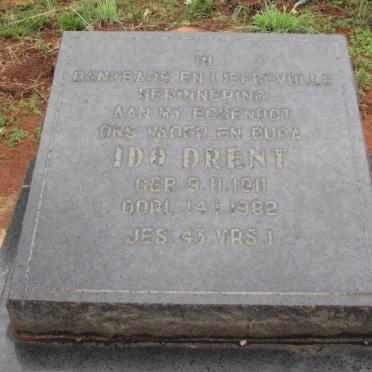 IN
DANKBARE EN LIEFDEVOLLE
HERINNERING
AAN MY EGGENOOT
ONS VADER EN OUPA
IDO DRENT
GEB 9.11.1911
OORL 14.1.1982
JES. 43 VRS. 1